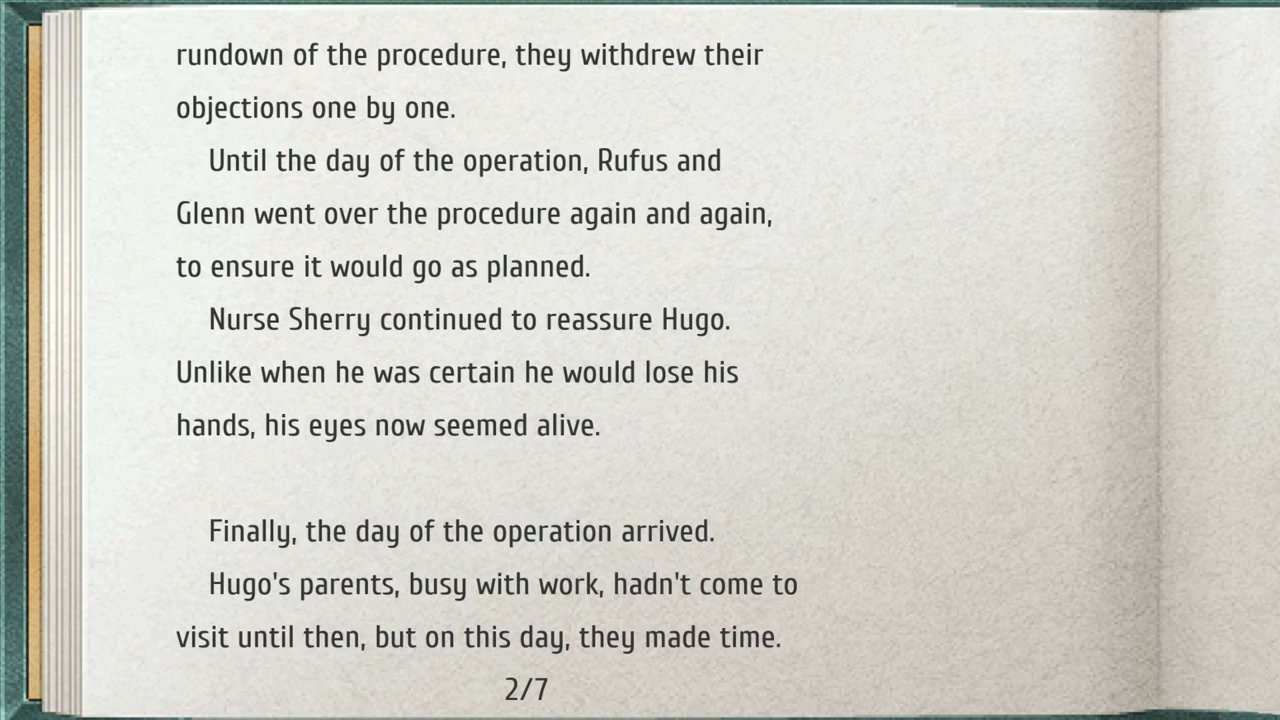 rundown of the procedure, they withdrew their
objections one by one.
Until the day of the operation, Rufus and
Glenn went over the procedure again and again,
to ensure it would go as planned.
Nurse Sherry continued to reassure Hugo.
Unlike when he was certain he would lose his
hands, his eyes now seemed alive.
Finally, the day of the operation arrived.
Hugo's parents, busy with work, hadn't come to
visit until then, but on this day, they made time.
2/7